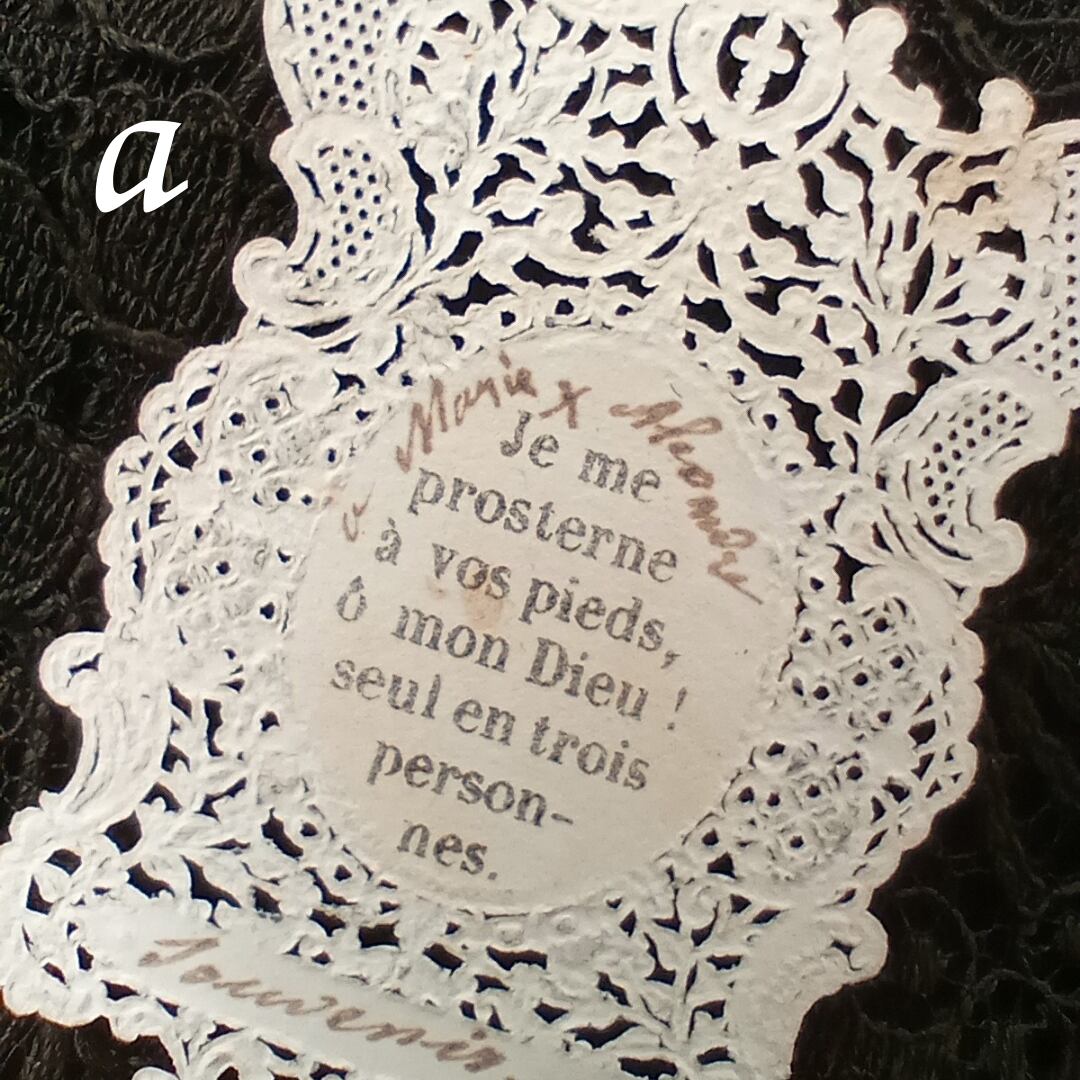 a
a Marie x
Je me
prosterne
à vos pieds,
ô mon Dieu !
seul en trois
person-
nes.
Souvenir